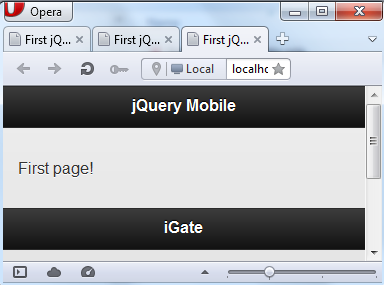 Opera
First jQ... First jQ... First jQ...
Local localhc
jQuery Mobile
First page!
iGate